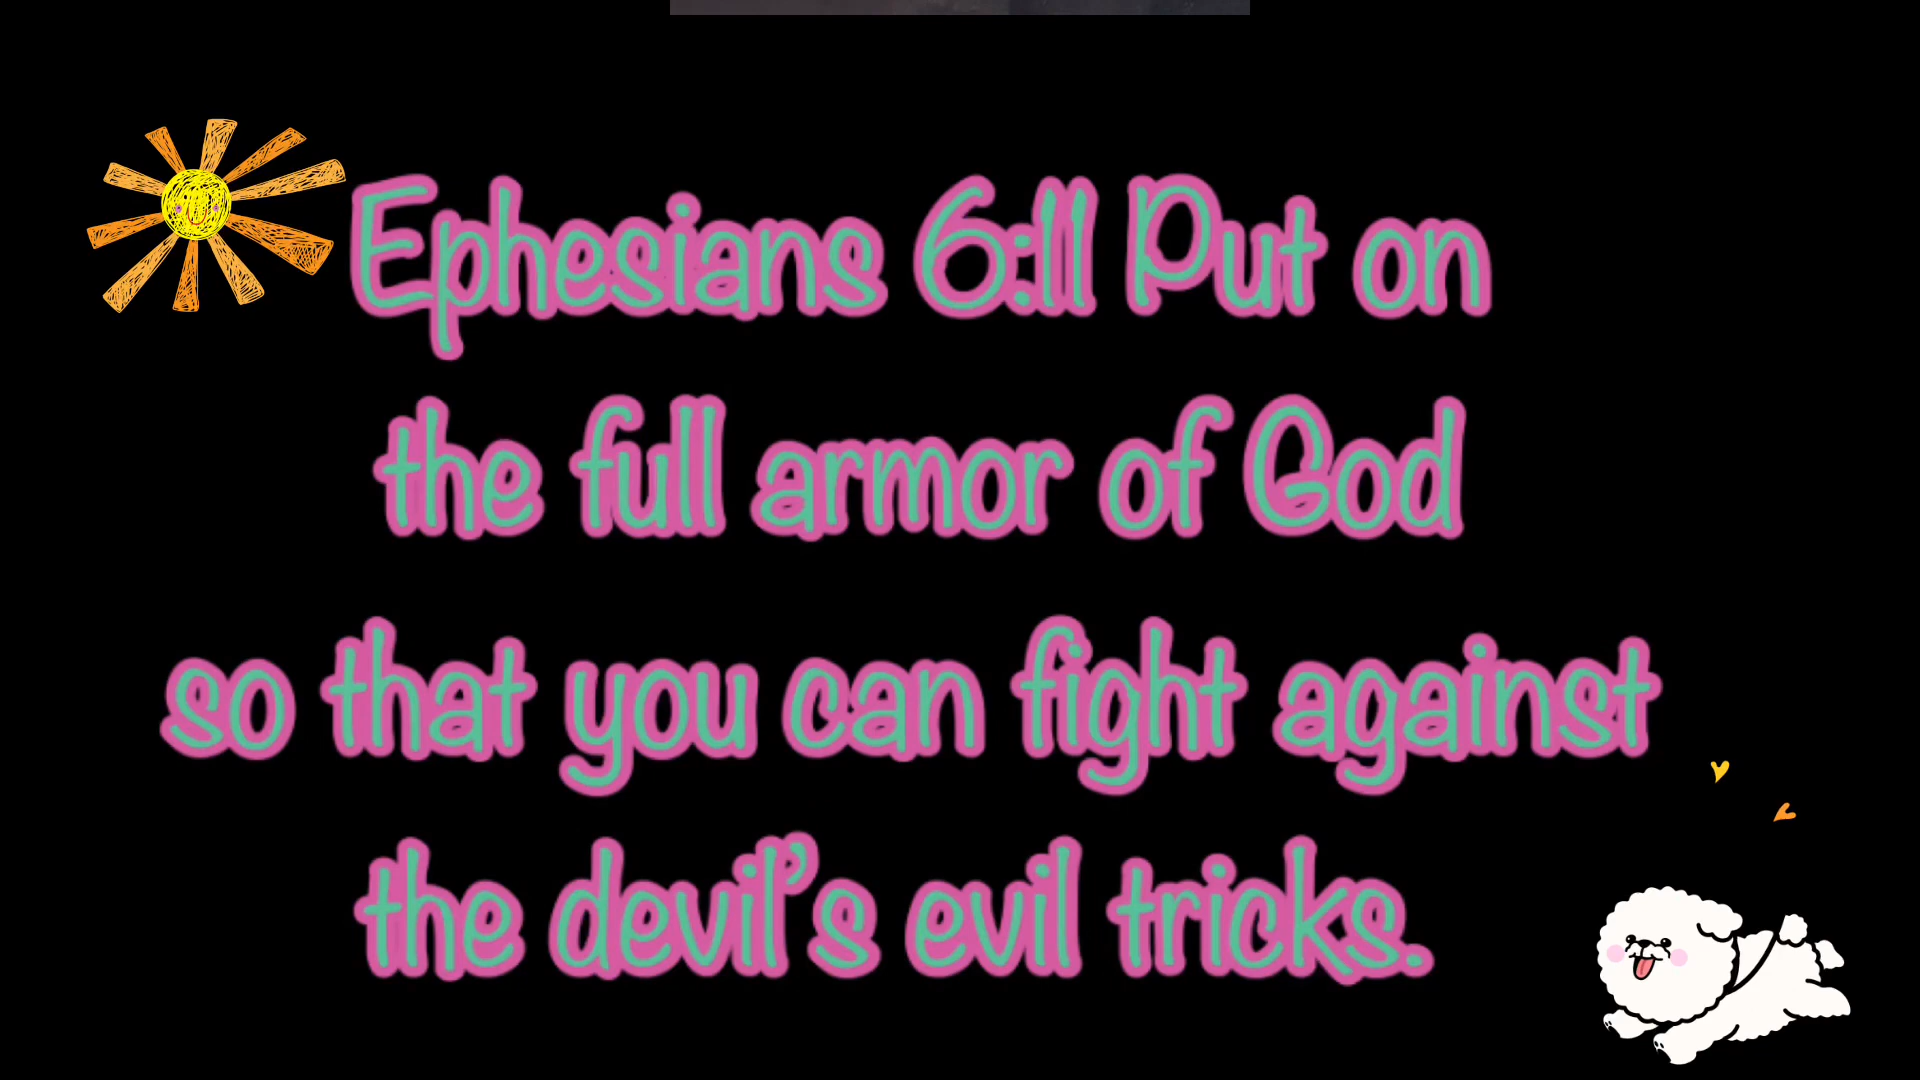 Ephesians 6:11 Put on
the full armor of God
so that you can fight against
the devil’s evil tricks.